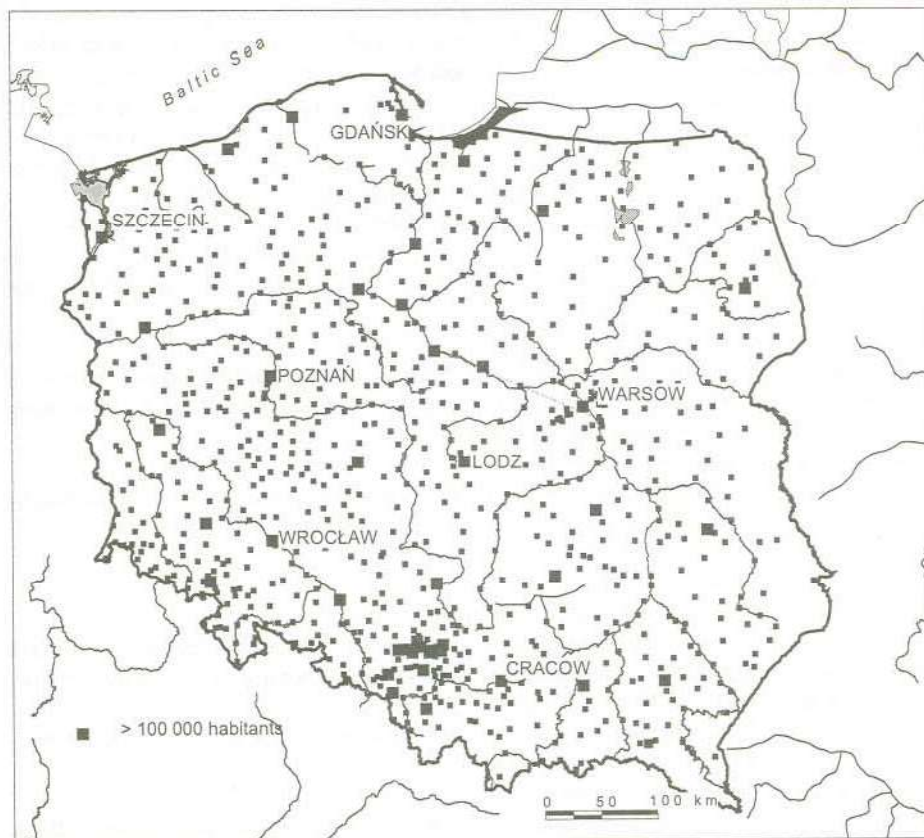 Baltic Sea
GDAŃSK
SZCZECIN
POZNAŃ
WARSOW
LODZ
WROCŁAW
CRACOW
> 100 000 habitants
0 50 100 km